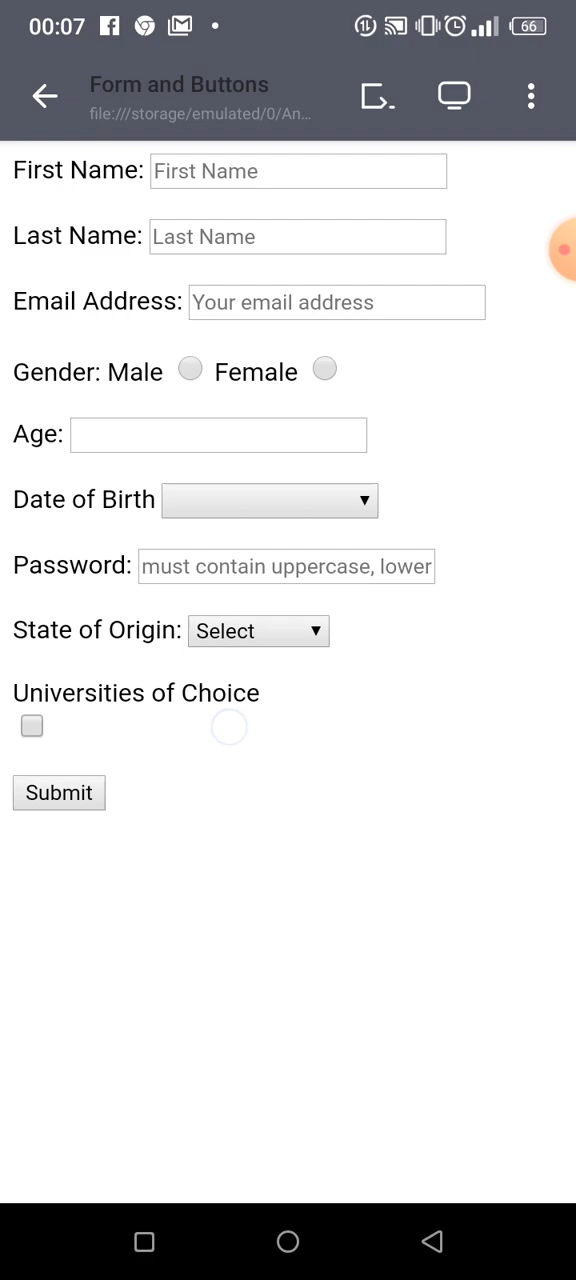 00:07
66
Form and Buttons
file:///storage/emulated/0/An...
First Name: First Name
Last Name: Last Name
Email Address: Your email address
Gender: Male Female
Age:
Date of Birth
Password: must contain uppercase, lower
State of Origin: Select
Universities of Choice
Submit